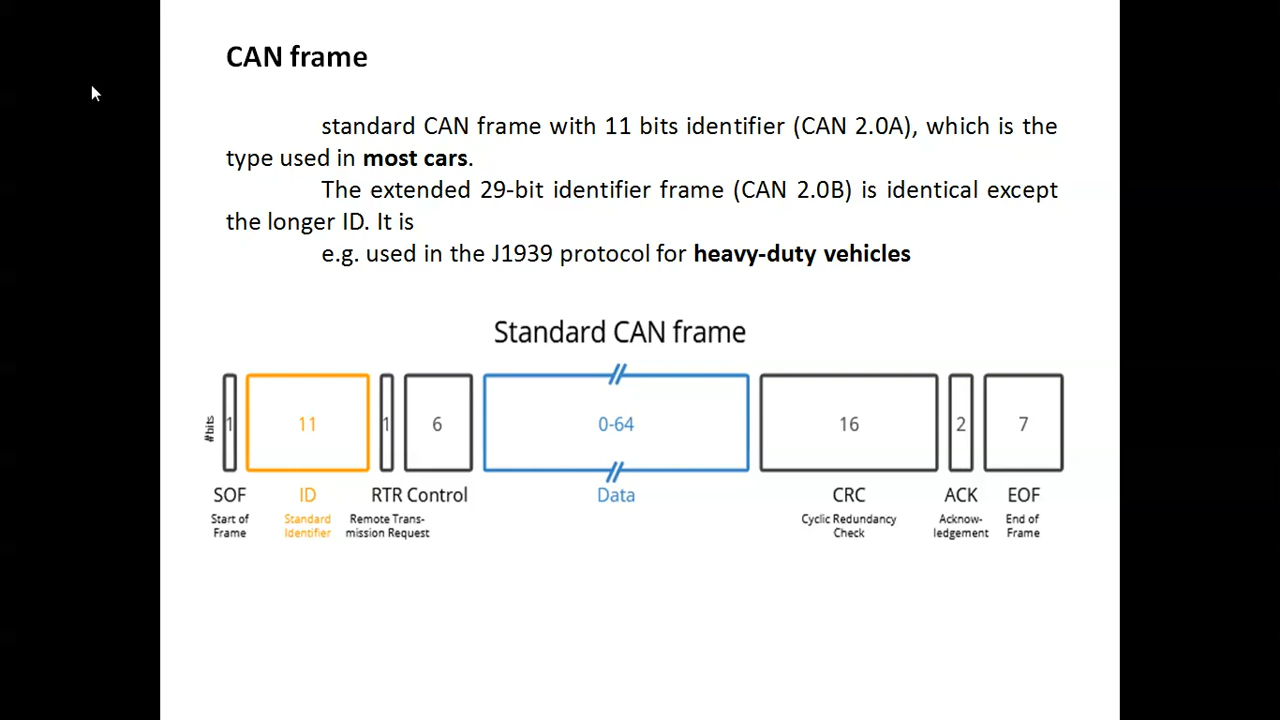 CAN frame
standard CAN frame with 11 bits identifier (CAN 2.0A), which is the
type used in most cars.
The extended 29-bit identifier frame (CAN 2.0B) is identical except
the longer ID. It is
e.g. used in the J1939 protocol for heavy-duty vehicles
Standard CAN frame
#bits
1
11
1
6
0-64
16
2
7
SOF
ID
RTR
Control
Data
CRC
ACK
EOF
Start of
Frame
Standard
Identifier
Remote Trans-
mission Request
Cyclic Redundancy
Check
Acknow-
ledgement
End of
Frame